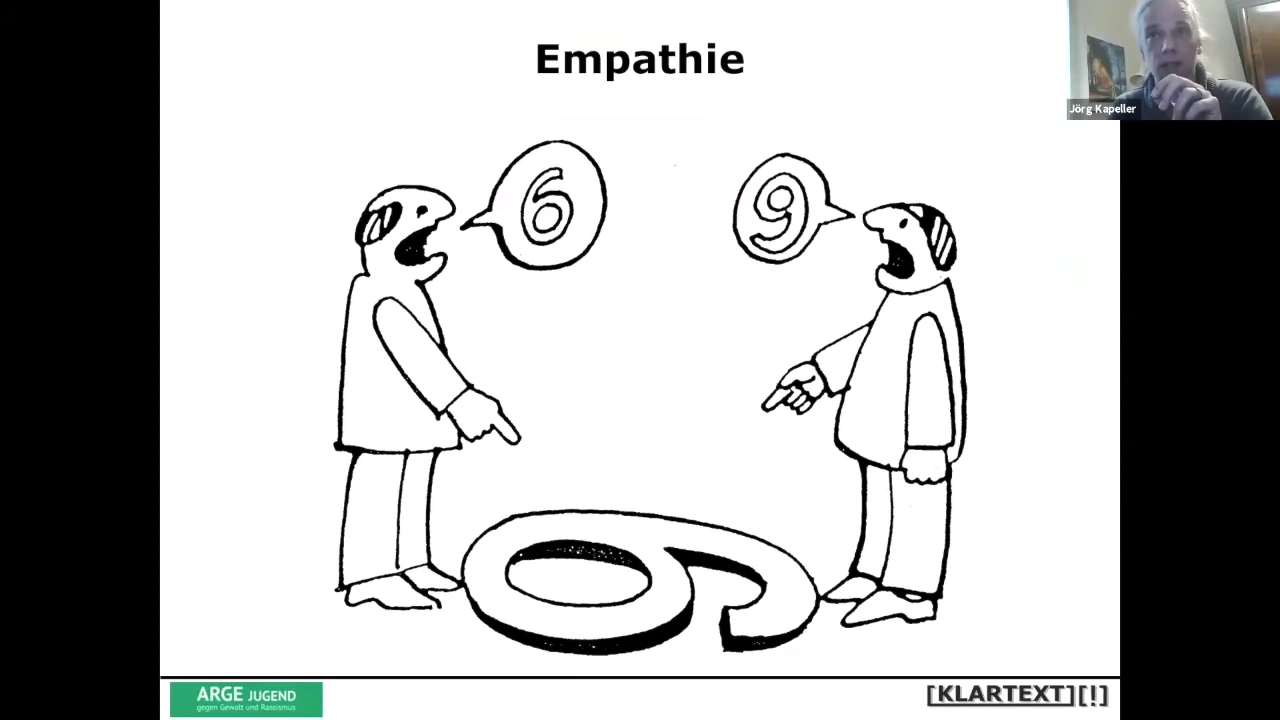 Empathie
Jörg Kapeller
6
9
ARGE JUGEND
gegen Gewalt und Rassismus
[KLARTEXT][!]